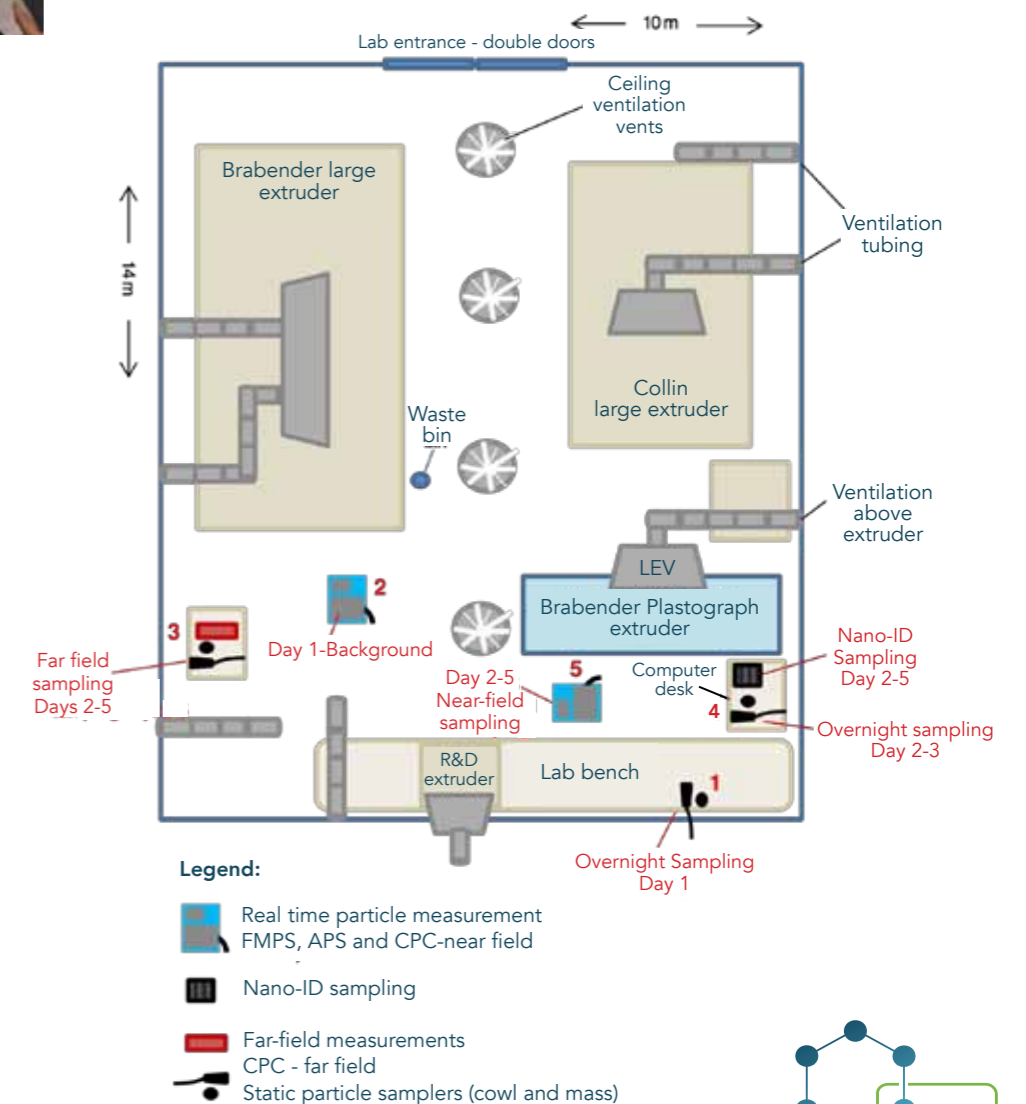 10m
Lab entrance - double doors
Ceiling
ventilation
vents
Brabender large
extruder
Ventilation
tubing
14m
Collin
large extruder
Waste
bin
Ventilation
above
extruder
LEV
Brabender Plastograph
extruder
2
3
Day 1-Background
Far field
sampling
Days 2-5
Nano-ID
Sampling
Day 2-5
5
Day 2-5
Near-field
sampling
Computer
desk
4
Overnight sampling
Day 2-3
R&D
extruder
Lab bench
1
Overnight Sampling
Day 1
Legend:
Real time particle measurement
FMPS, APS and CPC-near field
Nano-ID sampling
Far-field measurements
CPC - far field
Static particle samplers (cowl and mass)